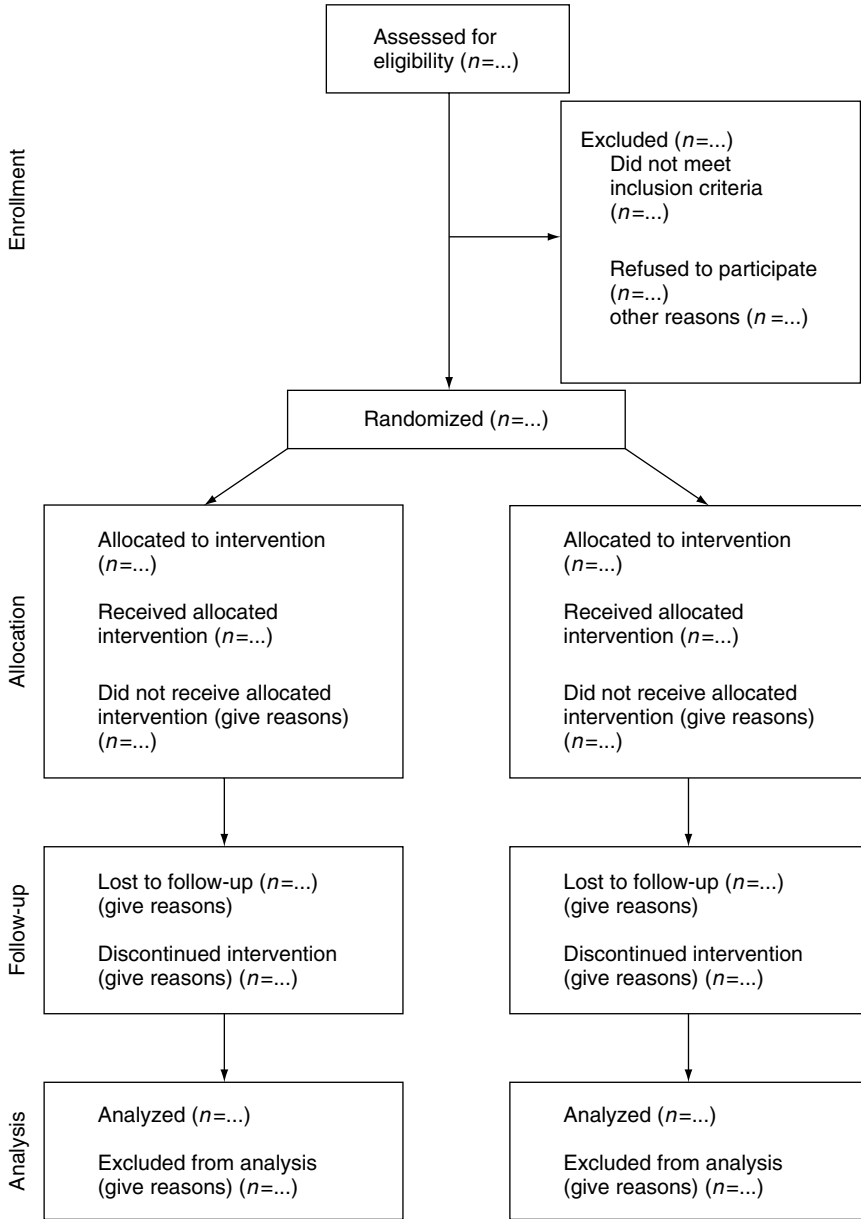 Assessed for
eligibility (n=...)
Enrollment
Excluded (n=...)
Did not meet
inclusion criteria
(n=...)
Refused to participate
(n=...)
other reasons (n =...)
Randomized (n=...)
Allocation
Allocated to intervention
(n=...)
Received allocated
intervention (n=...)
Did not receive allocated
intervention (give reasons)
(n=...)
Allocated to intervention
(n=...)
Received allocated
intervention (n=...)
Did not receive allocated
intervention (give reasons)
(n=...)
Follow-up
Lost to follow-up (n=...)
(give reasons)
Discontinued intervention
(give reasons) (n=...)
Lost to follow-up (n=...)
(give reasons)
Discontinued intervention
(give reasons) (n=...)
Analysis
Analyzed (n=...)
Excluded from analysis
(give reasons) (n=...)
Analyzed (n=...)
Excluded from analysis
(give reasons) (n=...)